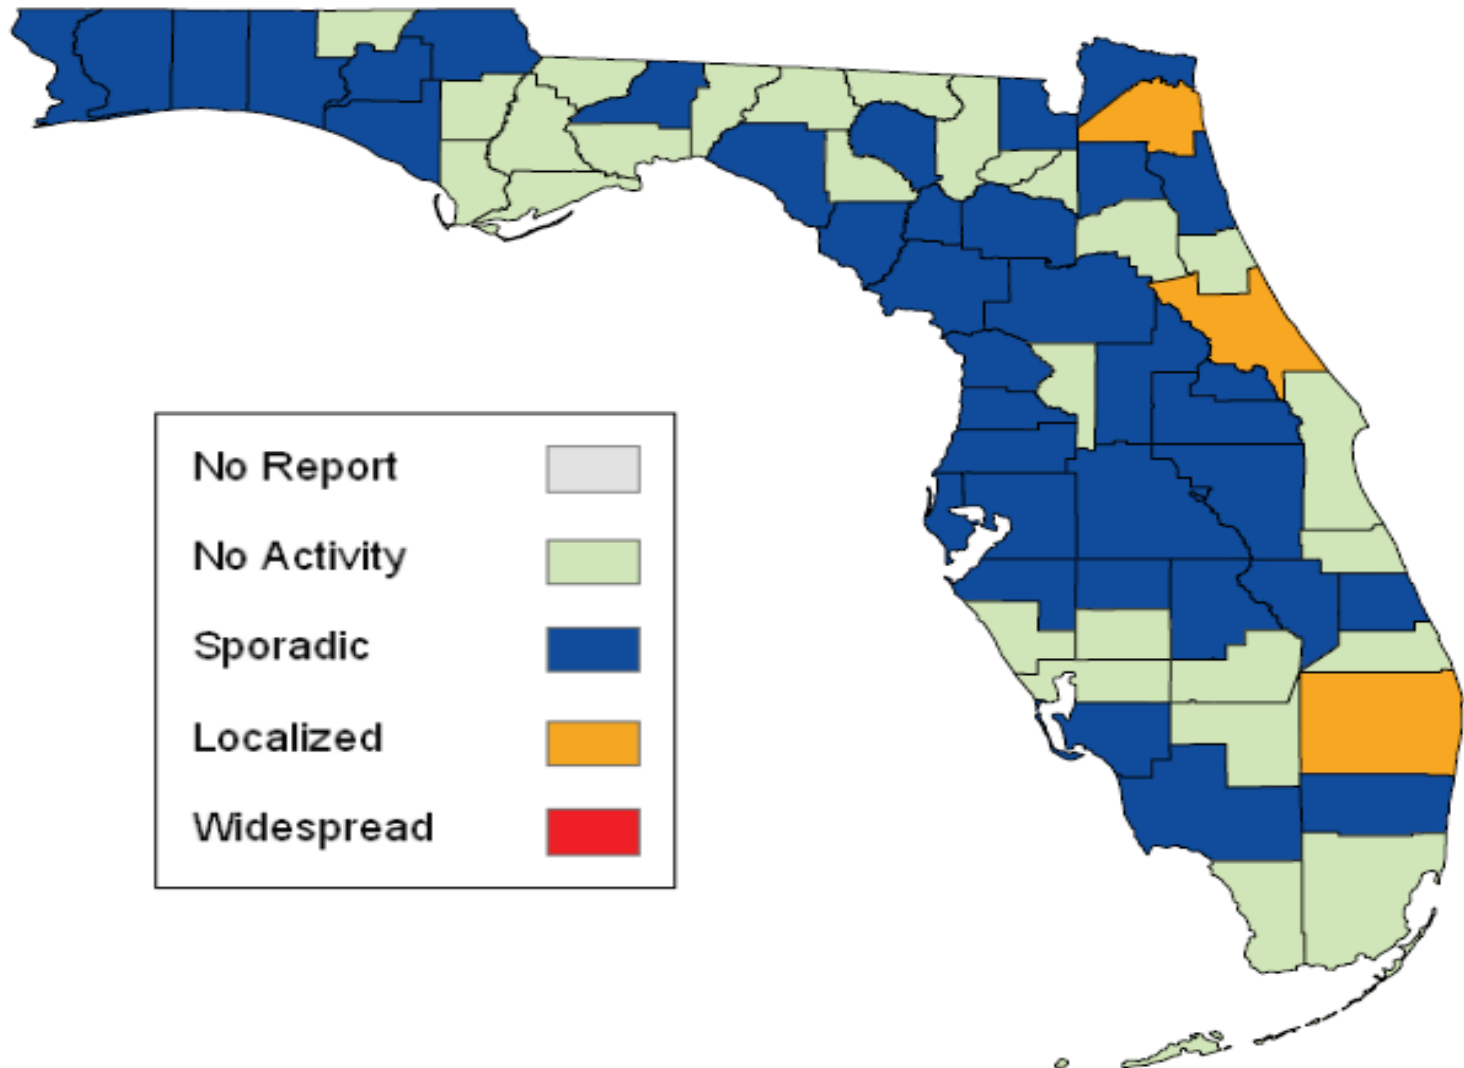 No Report
No Activity
Sporadic
Localized
Widespread